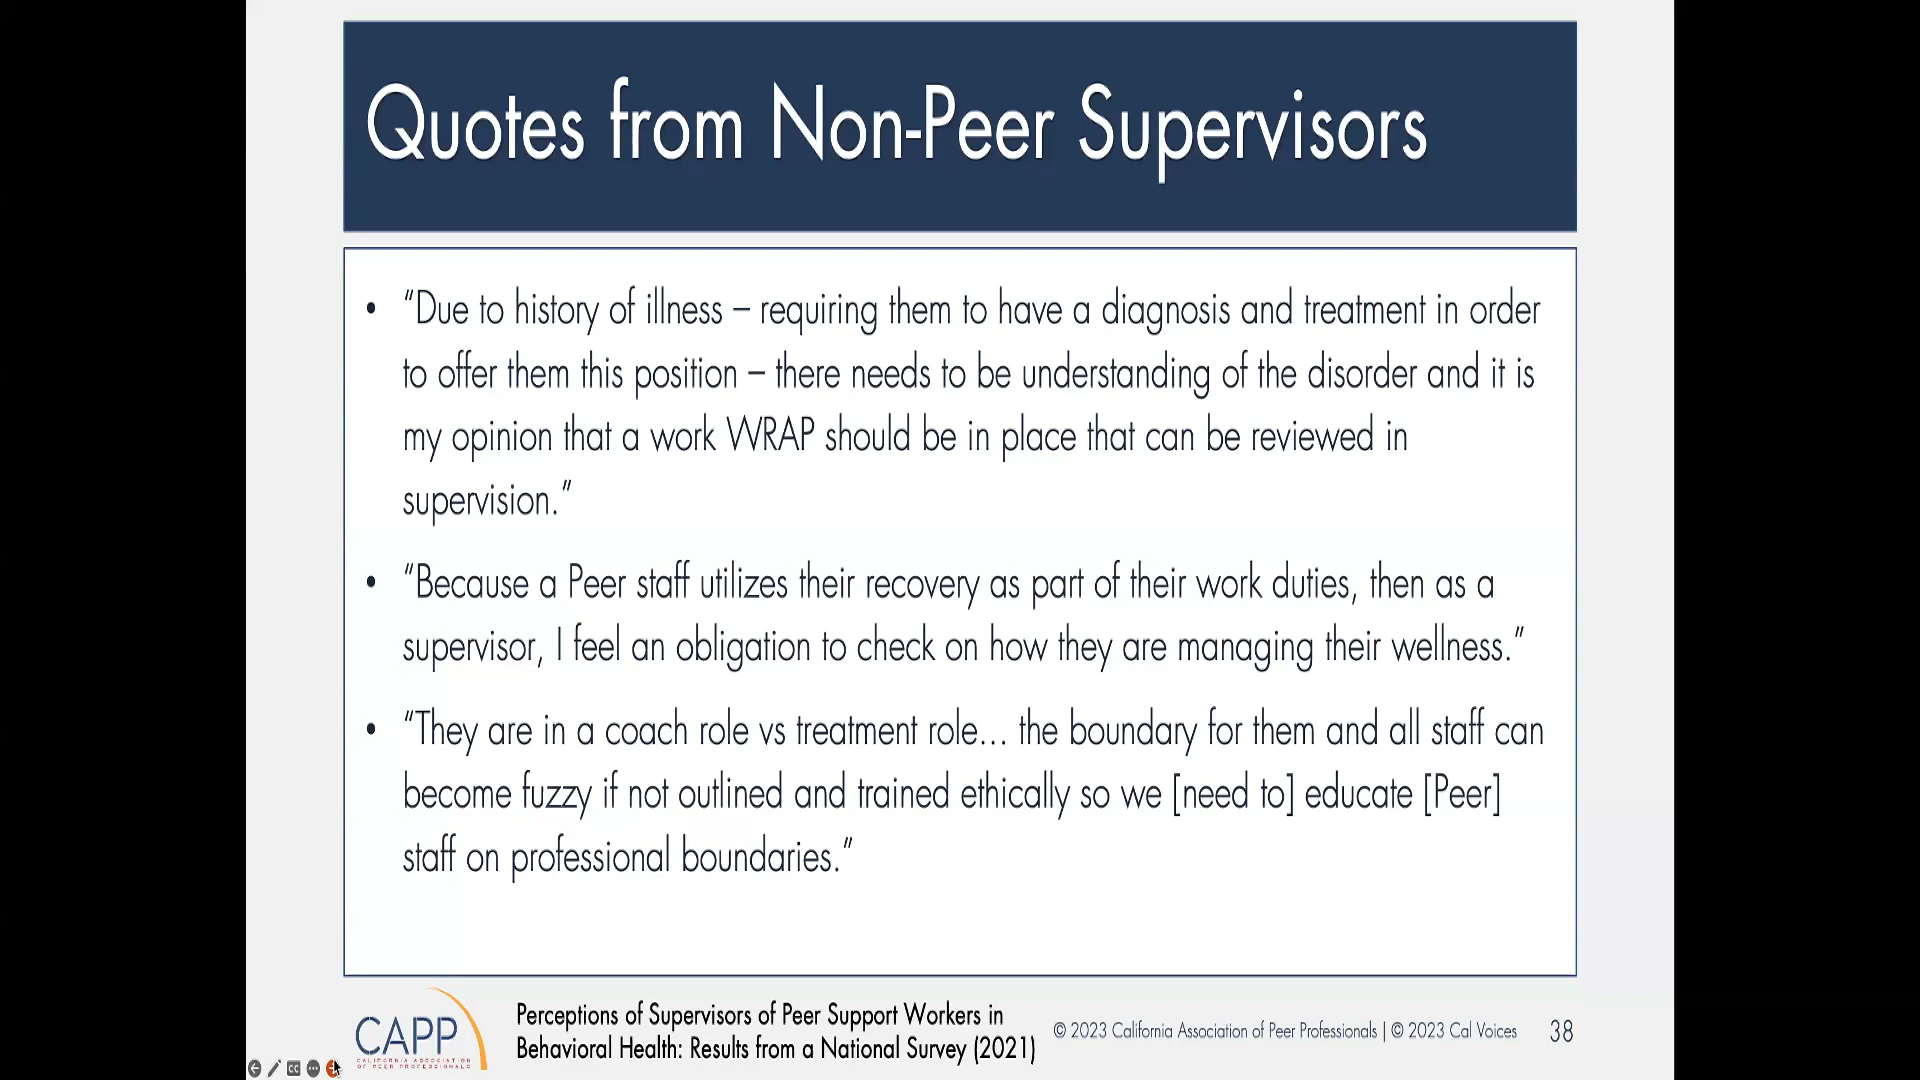 Quotes from Non-Peer Supervisors
• “Due to history of illness – requiring them to have a diagnosis and treatment in order
to offer them this position – there needs to be understanding of the disorder and it is
my opinion that a work WRAP should be in place that can be reviewed in
supervision.”
• “Because a Peer staff utilizes their recovery as part of their work duties, then as a
supervisor, I feel an obligation to check on how they are managing their wellness.”
• “They are in a coach role vs treatment role… the boundary for them and all staff can
become fuzzy if not outlined and trained ethically so we [need to] educate [Peer]
staff on professional boundaries.”
CAPP
CALIFORNIA ASSOCIATION
OF PEER PROFESSIONALS
Perceptions of Supervisors of Peer Support Workers in
Behavioral Health: Results from a National Survey (2021)
© 2023 California Association of Peer Professionals | © 2023 Cal Voices
38
CC